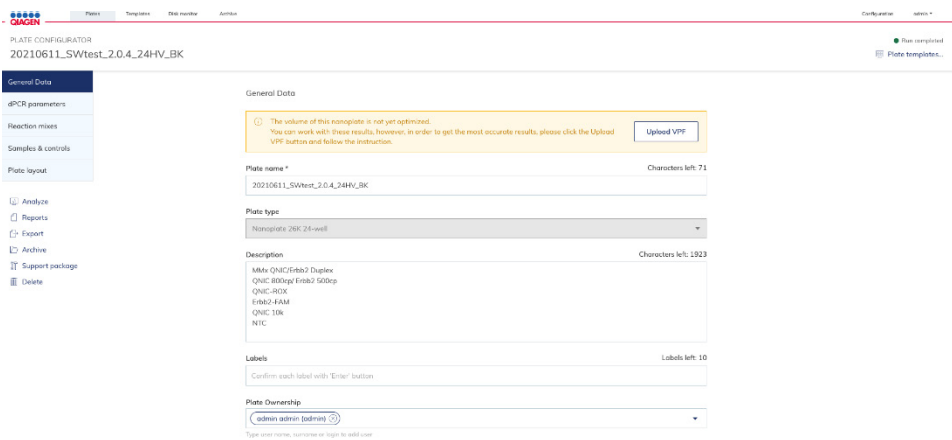 QIAGEN
Plates Templates Disk monitor Archive Configuration admin
PLATE CONFIGURATOR
20210611_SWtest_2.0.4_24HV_BK
Run completed
Plate templates...
General Data
dPCR parameters
Reaction mixes
Samples & controls
Plate layout
Analyze
Reports
Export
Archive
Support package
Delete
General Data
The volume of this nanoplate is not yet optimized.
You can work with these results, however, in order to get the most accurate results, please click the Upload
VPF button and follow the instruction.
Upload VPF
Plate name * Characters left: 71
20210611_SWtest_2.0.4_24HV_BK
Plate type
Nanoplate 26K 24-well
Description Characters left: 1923
MMx QNIC/Erbb2 Duplex
QNIC 800cp/ Erbb2 500cp
QNIC-ROX
Erbb2-FAM
QNIC 10k
NTC
Labels Labels left: 10
Confirm each label with 'Enter' button
Plate Ownership
admin admin (admin)
Type user name, surname or login to add user